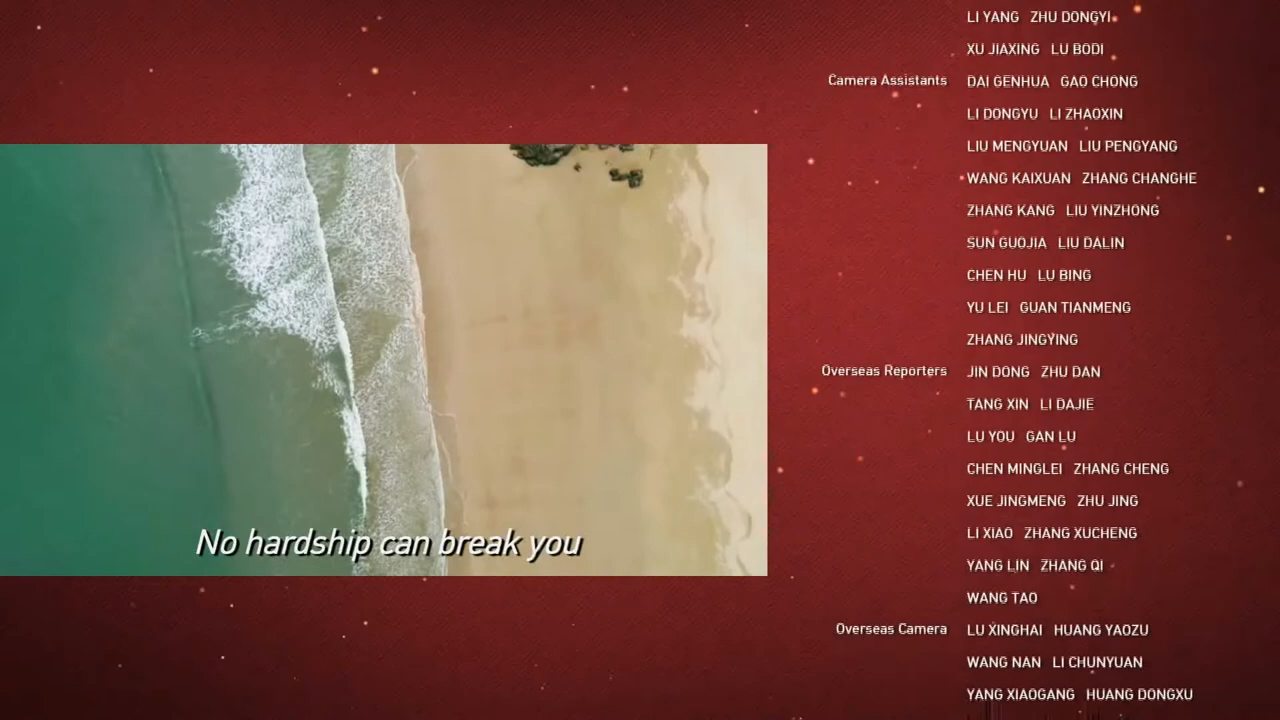 LI YANG ZHU DONGYI
XU JIAXING LU BODI
Camera Assistants DAI GENHUA GAO CHONG
LI DONGYU LI ZHAOXIN
LIU MENGYUAN LIU PENGYANG
WANG KAIXUAN ZHANG CHANGHE
ZHANG KANG LIU YINZHONG
SUN GUOJIA LIU DALIN
CHEN HU LU BING
YU LEI GUAN TIANMENG
ZHANG JINGYING
Overseas Reporters JIN DONG ZHU DAN
TANG XIN LI DAJIE
LU YOU GAN LU
CHEN MINGLEI ZHANG CHENG
XUE JINGMENG ZHU JING
LI XIAO ZHANG XUCHENG
YANG LIN ZHANG QI
WANG TAO
Overseas Camera LU XINGHAI HUANG YAOZU
WANG NAN LI CHUNYUAN
YANG XIAOGANG HUANG DONGXU
No hardship can break you